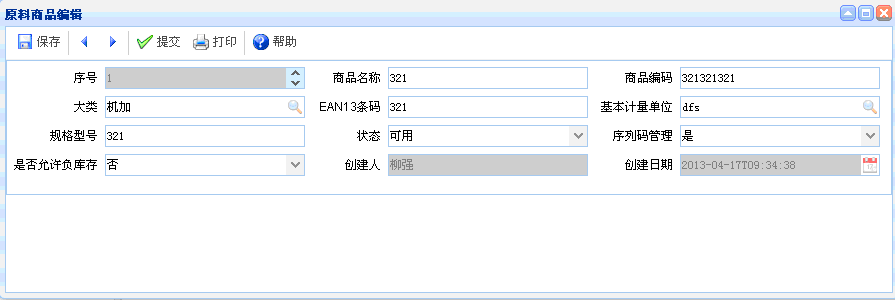 原料商品编辑
保存 提交 打印 帮助
序号 1 商品名称 321 商品编码 321321321
大类 机加 EAN13条码 321 基本计量单位 dfs
规格型号 321 状态 可用 序列码管理 是
是否允许负库存 否 创建人 柳强 创建日期 2013-04-17T09:34:38